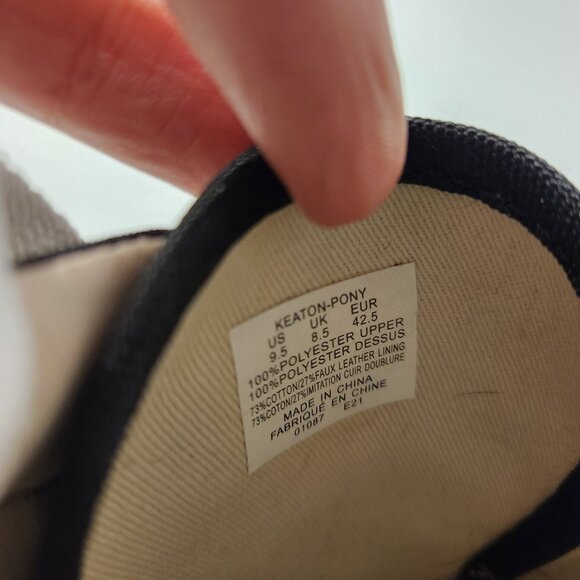 KEATON-PONY
US UK EUR
9.5 8.5 42.5
100%POLYESTER UPPER
100%POLYESTER DESSUS
73%COTTON/27%FAUX LEATHER LINING
73%COTON/27%IMITATION CUIR DOUBLURE
MADE IN CHINA
FABRIQUÉ EN CHINE
01087 E21